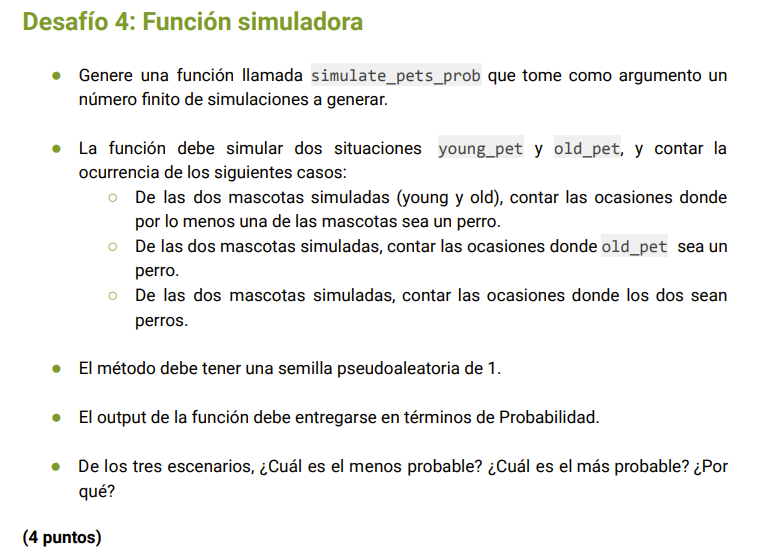 Desafío 4: Función simuladora
● Genere una función llamada simulate_pets_prob que tome como argumento un
número finito de simulaciones a generar.
● La función debe simular dos situaciones young_pet y old_pet, y contar la
ocurrencia de los siguientes casos:
○ De las dos mascotas simuladas (young y old), contar las ocasiones donde
por lo menos una de las mascotas sea un perro.
○ De las dos mascotas simuladas, contar las ocasiones donde old_pet sea un
perro.
○ De las dos mascotas simuladas, contar las ocasiones donde los dos sean
perros.
● El método debe tener una semilla pseudoaleatoria de 1.
● El output de la función debe entregarse en términos de Probabilidad.
● De los tres escenarios, ¿Cuál es el menos probable? ¿Cuál es el más probable? ¿Por
qué?
(4 puntos)